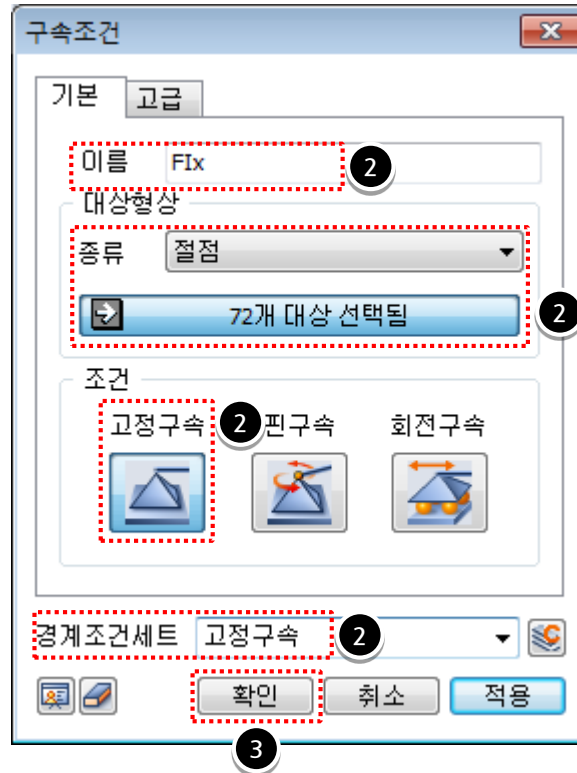 구속조건
기본 고급
이름 FIx 2
대상형상
종류 절점
72개 대상 선택됨 2
조건
고정구속 2 핀구속 회전구속
경계조건세트 고정구속 2
확인 취소 적용
3